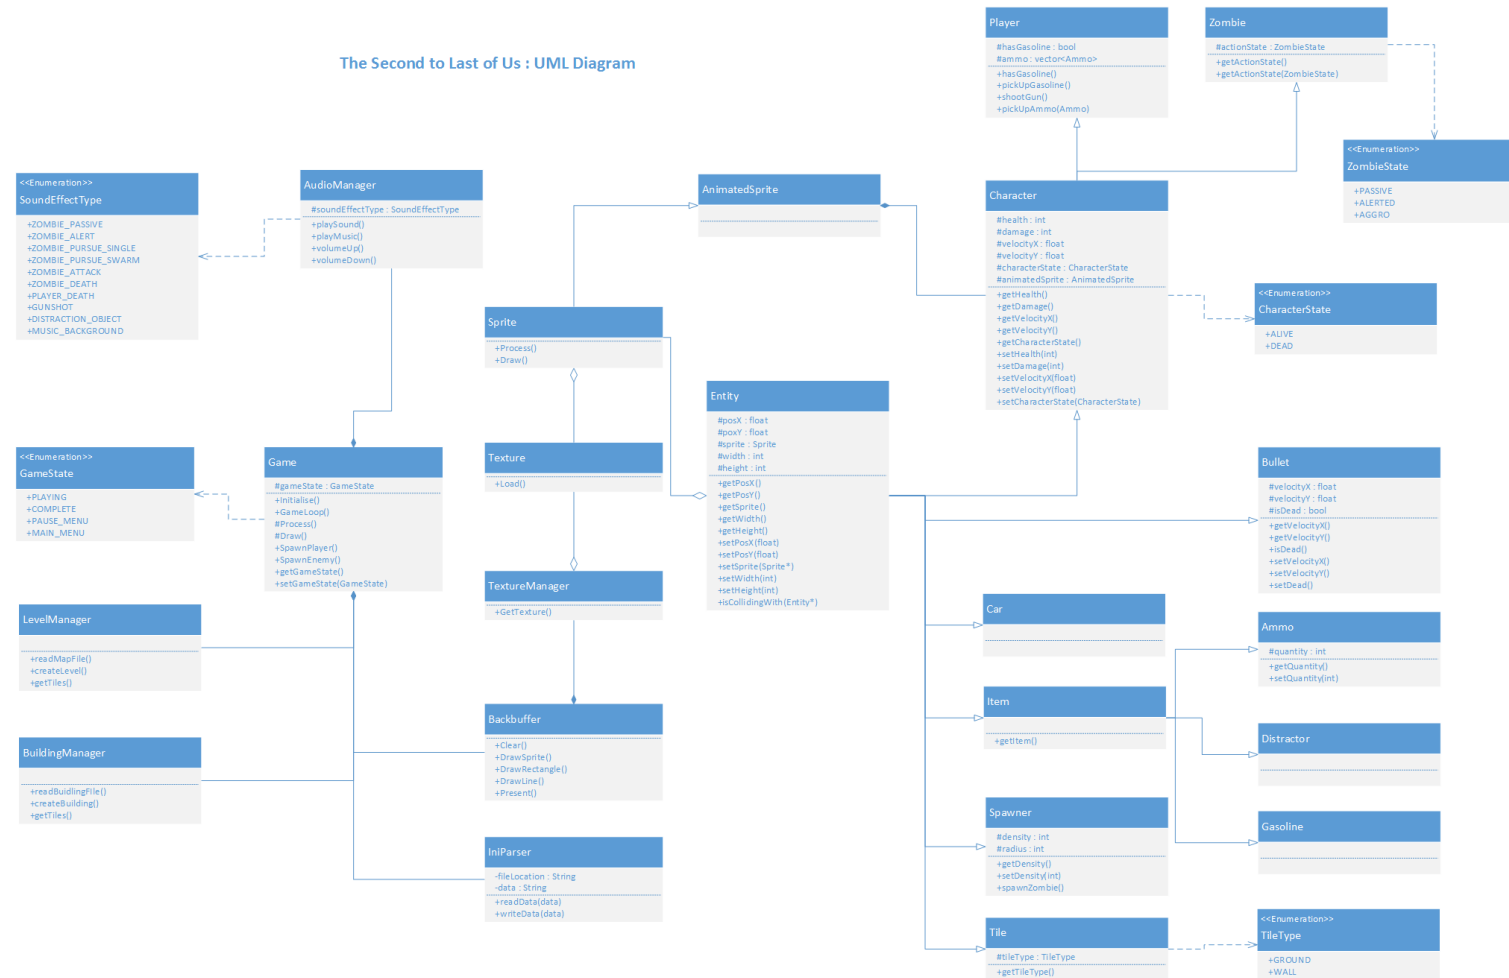 The Second to Last of Us : UML Diagram
Player
#hasGasoline : bool
#ammo : vector<Ammo>
+hasGasoline()
+pickUpGasoline()
+shootGun()
+pickUpAmmo(Ammo)
Zombie
#actionState : ZombieState
+getActionState()
+getActionState(ZombieState)
<<Enumeration>>
ZombieState
+PASSIVE
+ALERTED
+AGGRO
<<Enumeration>>
SoundEffectType
+ZOMBIE_PASSIVE
+ZOMBIE_ALERT
+ZOMBIE_PURSUE_SINGLE
+ZOMBIE_PURSUE_SWARM
+ZOMBIE_ATTACK
+ZOMBIE_DEATH
+PLAYER_DEATH
+GUNSHOT
+DISTRACTION_OBJECT
+MUSIC_BACKGROUND
AudioManager
#soundEffectType : SoundEffectType
+playSound()
+playMusic()
+volumeUp()
+volumeDown()
AnimatedSprite
Character
#health : int
#damage : int
#velocityX : float
#velocityY : float
#characterState : CharacterState
#animatedSprite : AnimatedSprite
+getHealth()
+getDamage()
+getVelocityX()
+getVelocityY()
+getCharacterState()
+setHealth(int)
+setDamage(int)
+setVelocityX(float)
+setVelocityY(float)
+setCharacterState(CharacterState)
<<Enumeration>>
CharacterState
+ALIVE
+DEAD
Sprite
+Process()
+Draw()
Entity
#posX : float
#poxY : float
#sprite : Sprite
#width : int
#height : int
+getPosX()
+getPosY()
+getSprite()
+getWidth()
+getHeight()
+setPosX(float)
+setPosY(float)
+setSprite(Sprite*)
+setWidth(int)
+setHeight(int)
+isCollidingWith(Entity*)
<<Enumeration>>
GameState
+PLAYING
+COMPLETE
+PAUSE_MENU
+MAIN_MENU
Game
#gameState : GameState
+Initialise()
+GameLoop()
#Process()
#Draw()
+SpawnPlayer()
+SpawnEnemy()
+getGameState()
+setGameState(GameState)
Texture
+Load()
Bullet
#velocityX : float
#velocityY : float
#isDead : bool
+getVelocityX()
+getVelocityY()
+isDead()
+setVelocityX()
+setVelocityY()
+setDead()
TextureManager
+GetTexture()
LevelManager
+readMapFile()
+createLevel()
+getTiles()
Car
Ammo
#quantity : int
+getQuantity()
+setQuantity(int)
Item
+getItem()
Backbuffer
+Clear()
+DrawSprite()
+DrawRectangle()
+DrawLine()
+Present()
BuildingManager
+readBuidlingFile()
+createBuilding()
+getTiles()
Distractor
Spawner
#density : int
#radius : int
+getDensity()
+setDensity(int)
+spawnZombie()
Gasoline
IniParser
-fileLocation : String
-data : String
+readData(data)
+writeData(data)
Tile
#tileType : TileType
+getTileType()
<<Enumeration>>
TileType
+GROUND
+WALL